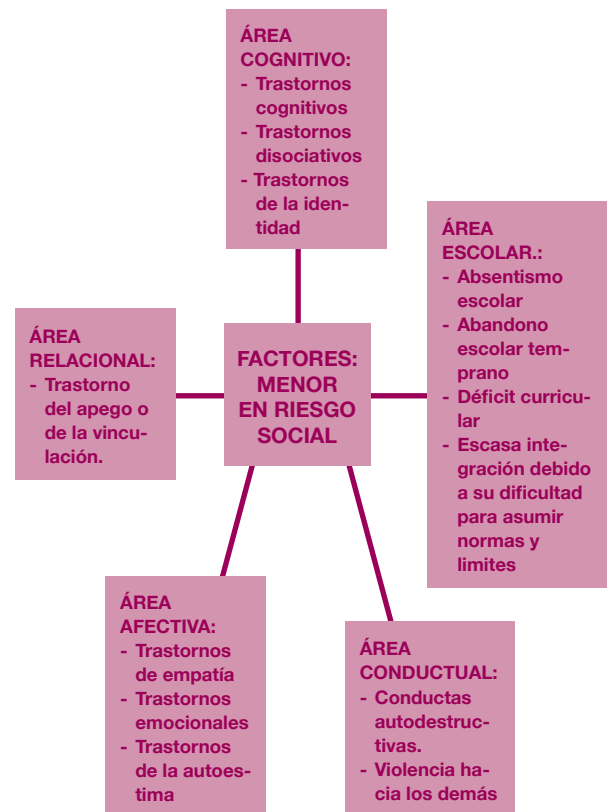 ÁREA
COGNITIVO:
- Trastornos
cognitivos
- Trastornos
disociativos
- Trastornos
de la iden-
tidad
ÁREA
ESCOLAR.:
- Absentismo
escolar
- Abandono
escolar tem-
prano
- Déficit curricu-
lar
- Escasa inte-
gración debido
a su dificultad
para asumir
normas y
limites
ÁREA
RELACIONAL:
- Trastorno
del apego o
de la vincu-
lación.
FACTORES:
MENOR
EN RIESGO
SOCIAL
ÁREA
AFECTIVA:
- Trastornos
de empatía
- Trastornos
emocionales
- Trastornos
de la autoes-
tima
ÁREA
CONDUCTUAL:
- Conductas
autodestruc-
tivas.
- Violencia ha-
cia los demás